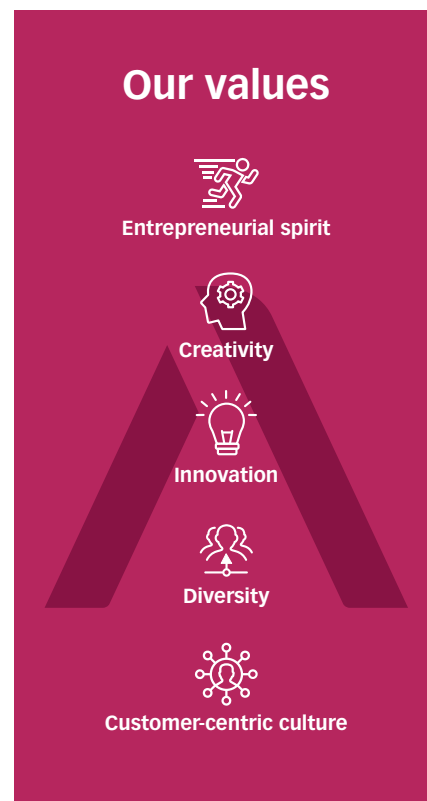 Our values
Entrepreneurial spirit
Creativity
Innovation
Diversity
Customer-centric culture